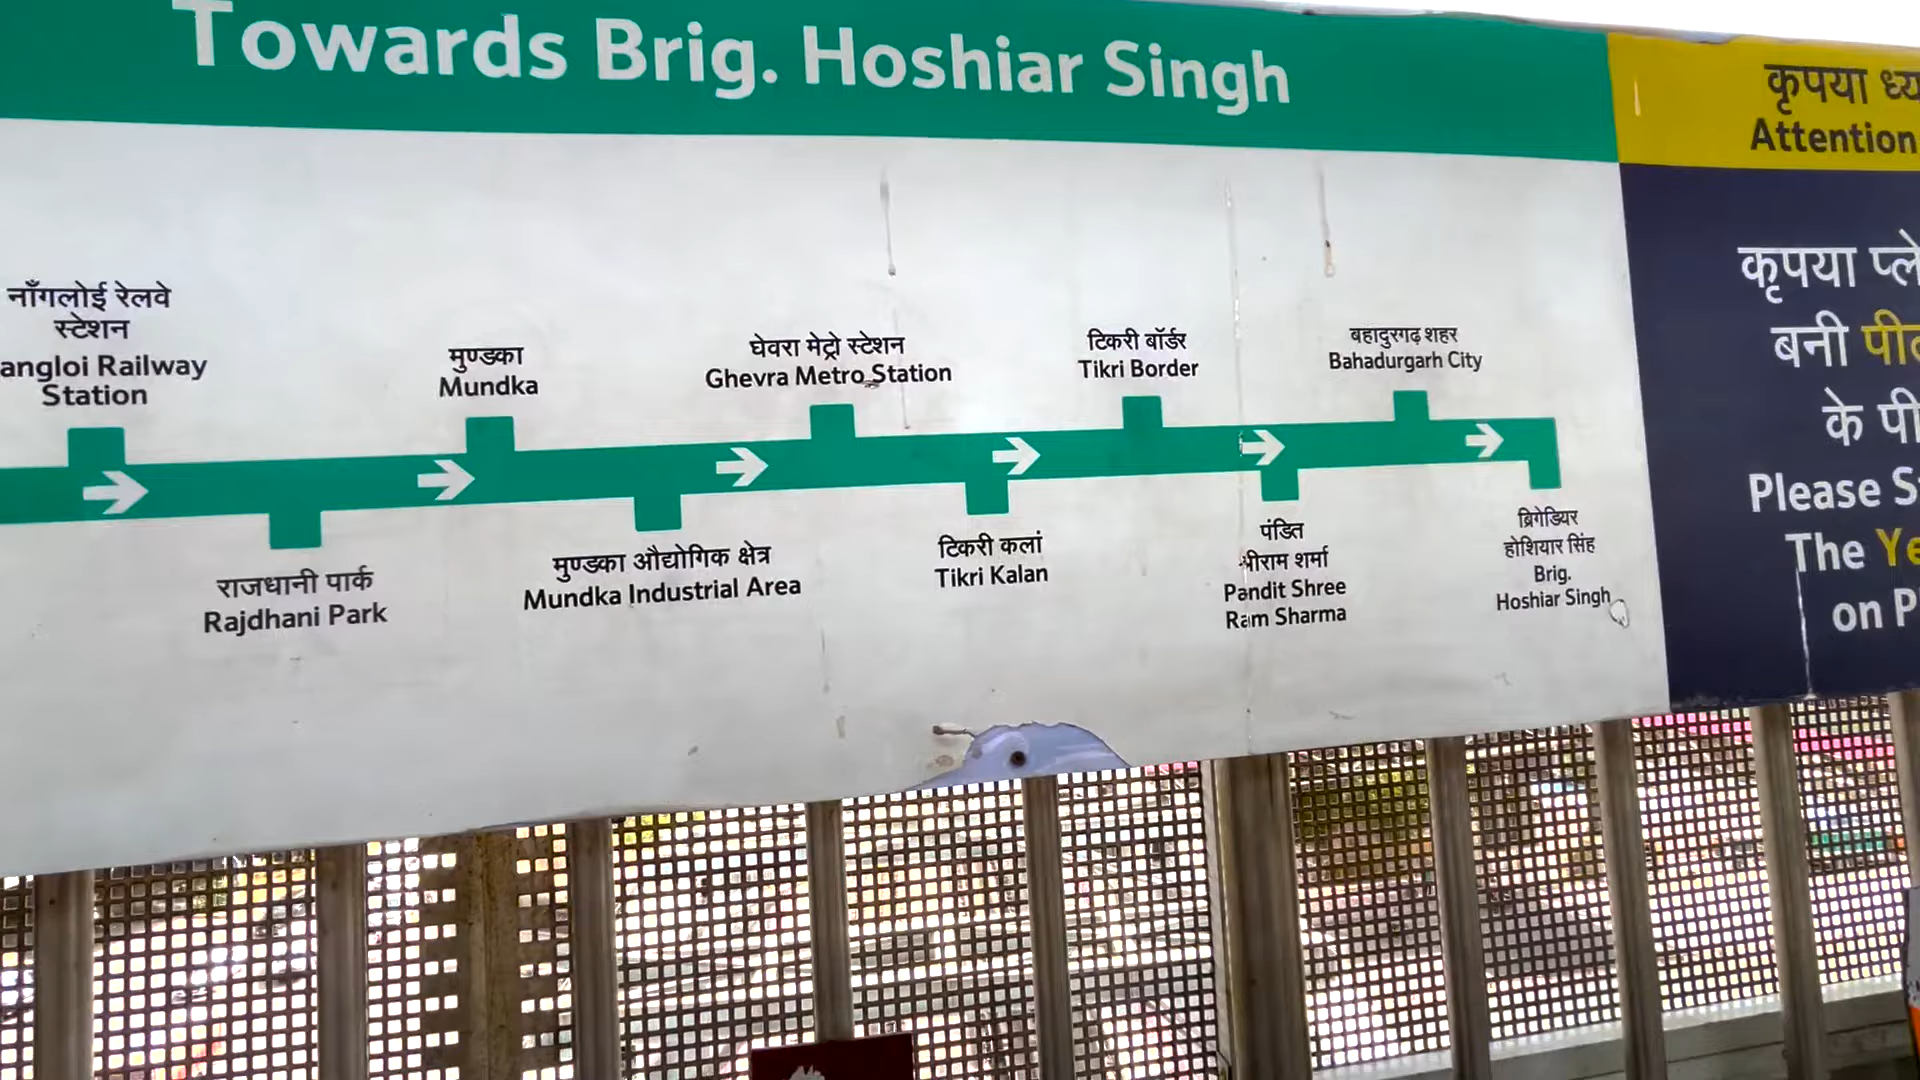 Towards Brig. Hoshiar Singh
नाँगलोई रेलवे
स्टेशन
angloi Railway
Station
राजधानी पार्क
Rajdhani Park
मुण्डका
Mundka
मुण्डका औद्योगिक क्षेत्र
Mundka Industrial Area
घेवरा मेट्रो स्टेशन
Ghevra Metro Station
टिकरी कलां
Tikri Kalan
टिकरी बॉर्डर
Tikri Border
पंडित
श्रीराम शर्मा
Pandit Shree
Ram Sharma
बहादुरगढ़ शहर
Bahadurgarh City
ब्रिगेडियर
होशियार सिंह
Brig.
Hoshiar Singh
कृपया
Attention
कृपया
बनी
के
Please
The
on